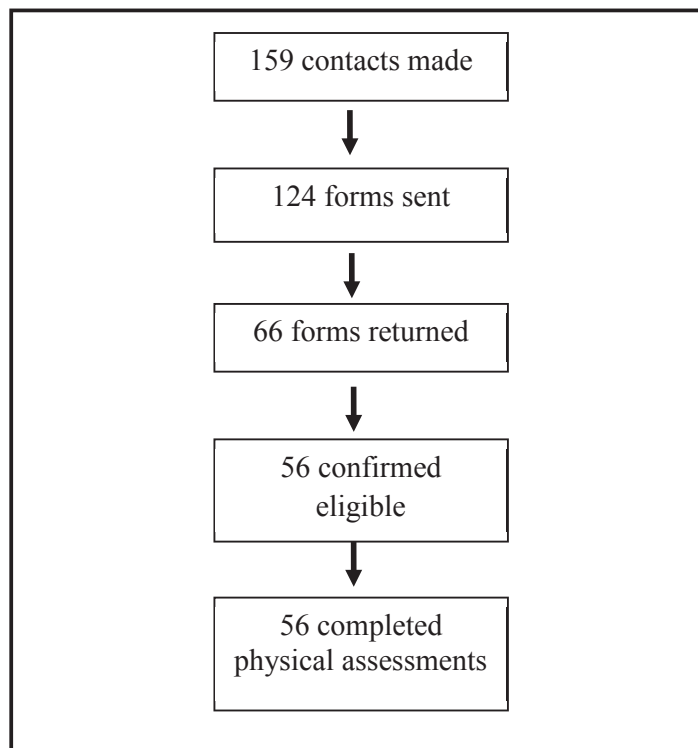 159 contacts made
124 forms sent
66 forms returned
56 confirmed
eligible
56 completed
physical assessments